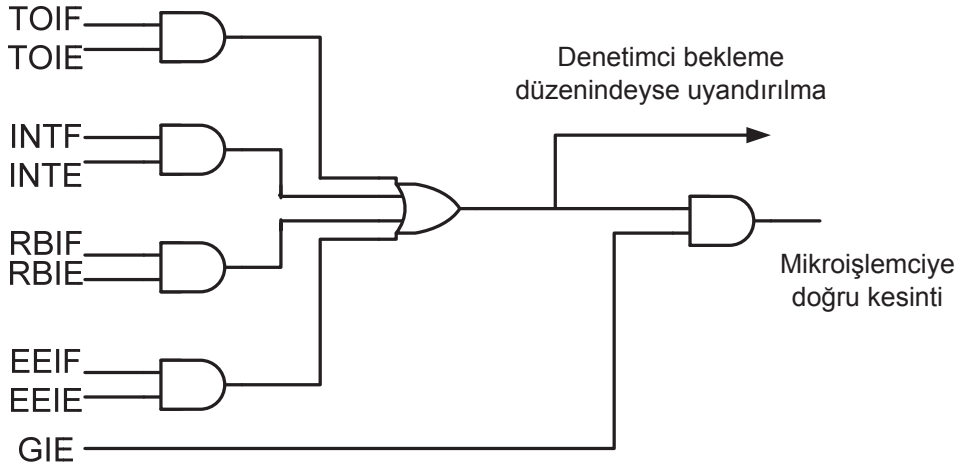 TOIF
TOIE
Denetimci bekleme
düzenindeyse uyandırılma
INTF
INTE
RBIF
RBIE
Mikroişlemciye
doğru kesinti
EEIF
EEIE
GIE